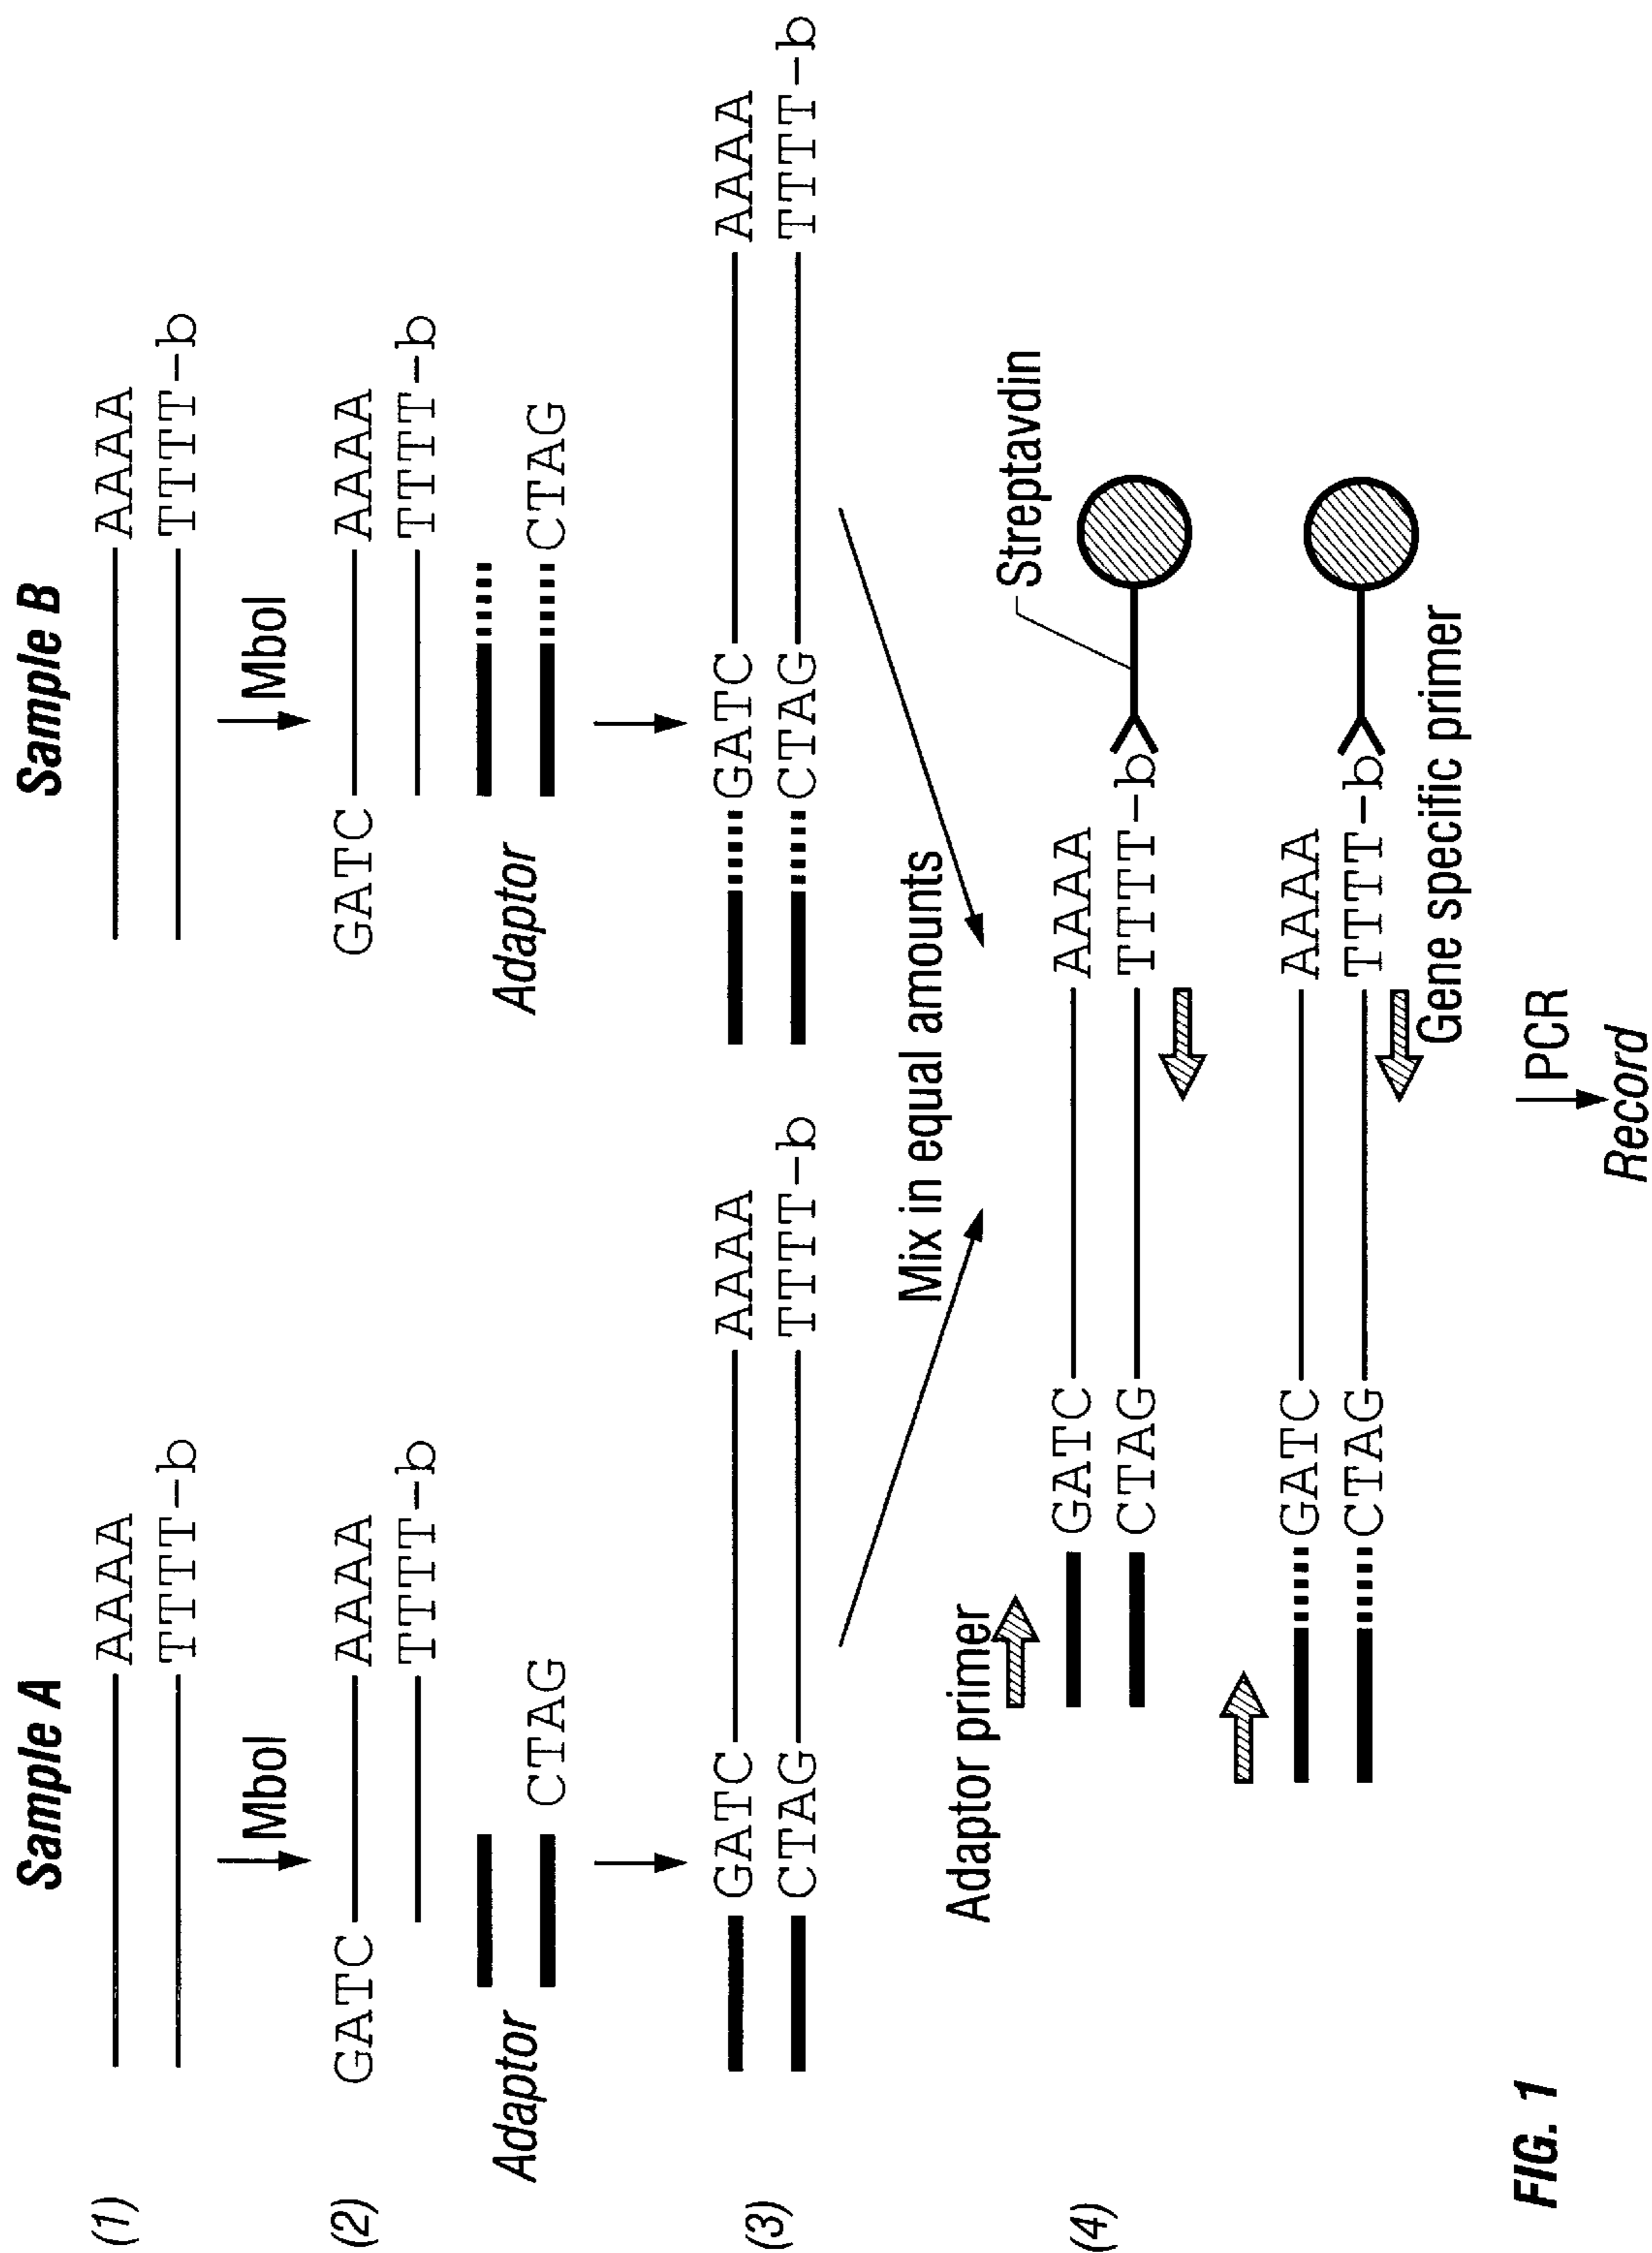 Sample A
Sample B
(1)
AAAA
TTTT-b
AAAA
TTTT-b
MboI
MboI
(2)
GATC
AAAA
TTTT-b
GATC
AAAA
TTTT-b
Adaptor
CTAG
Adaptor
CTAG
(3)
GATC
AAAA
CTAG
TTTT-b
GATC
AAAA
CTAG
TTTT-b
Mix in equal amounts
Adaptor primer
Streptavdin
(4)
GATC
AAAA
CTAG
TTTT-b
GATC
AAAA
CTAG
TTTT-b
Gene specific primer
PCR
Record
FIG. 1